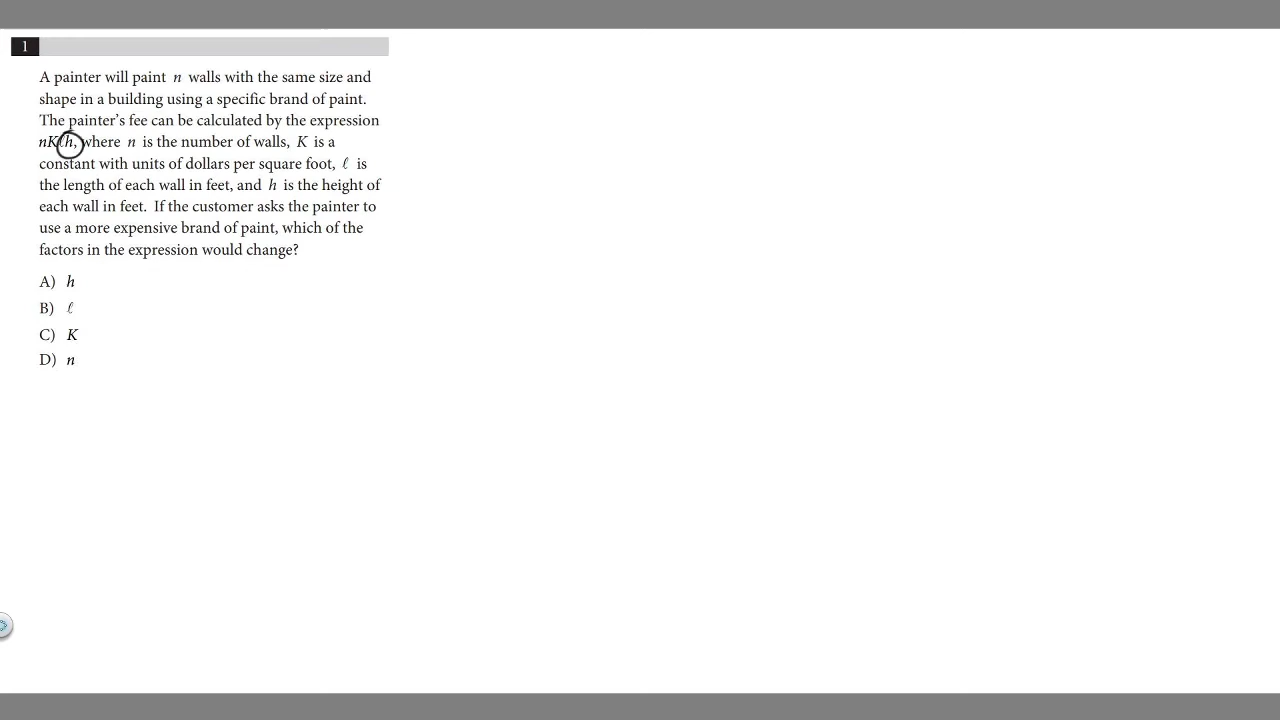 1
A painter will paint n walls with the same size and
shape in a building using a specific brand of paint.
The painter's fee can be calculated by the expression
nKℓh, where n is the number of walls, K is a
constant with units of dollars per square foot, ℓ is
the length of each wall in feet, and h is the height of
each wall in feet. If the customer asks the painter to
use a more expensive brand of paint, which of the
factors in the expression would change?
A) h
B) ℓ
C) K
D) n